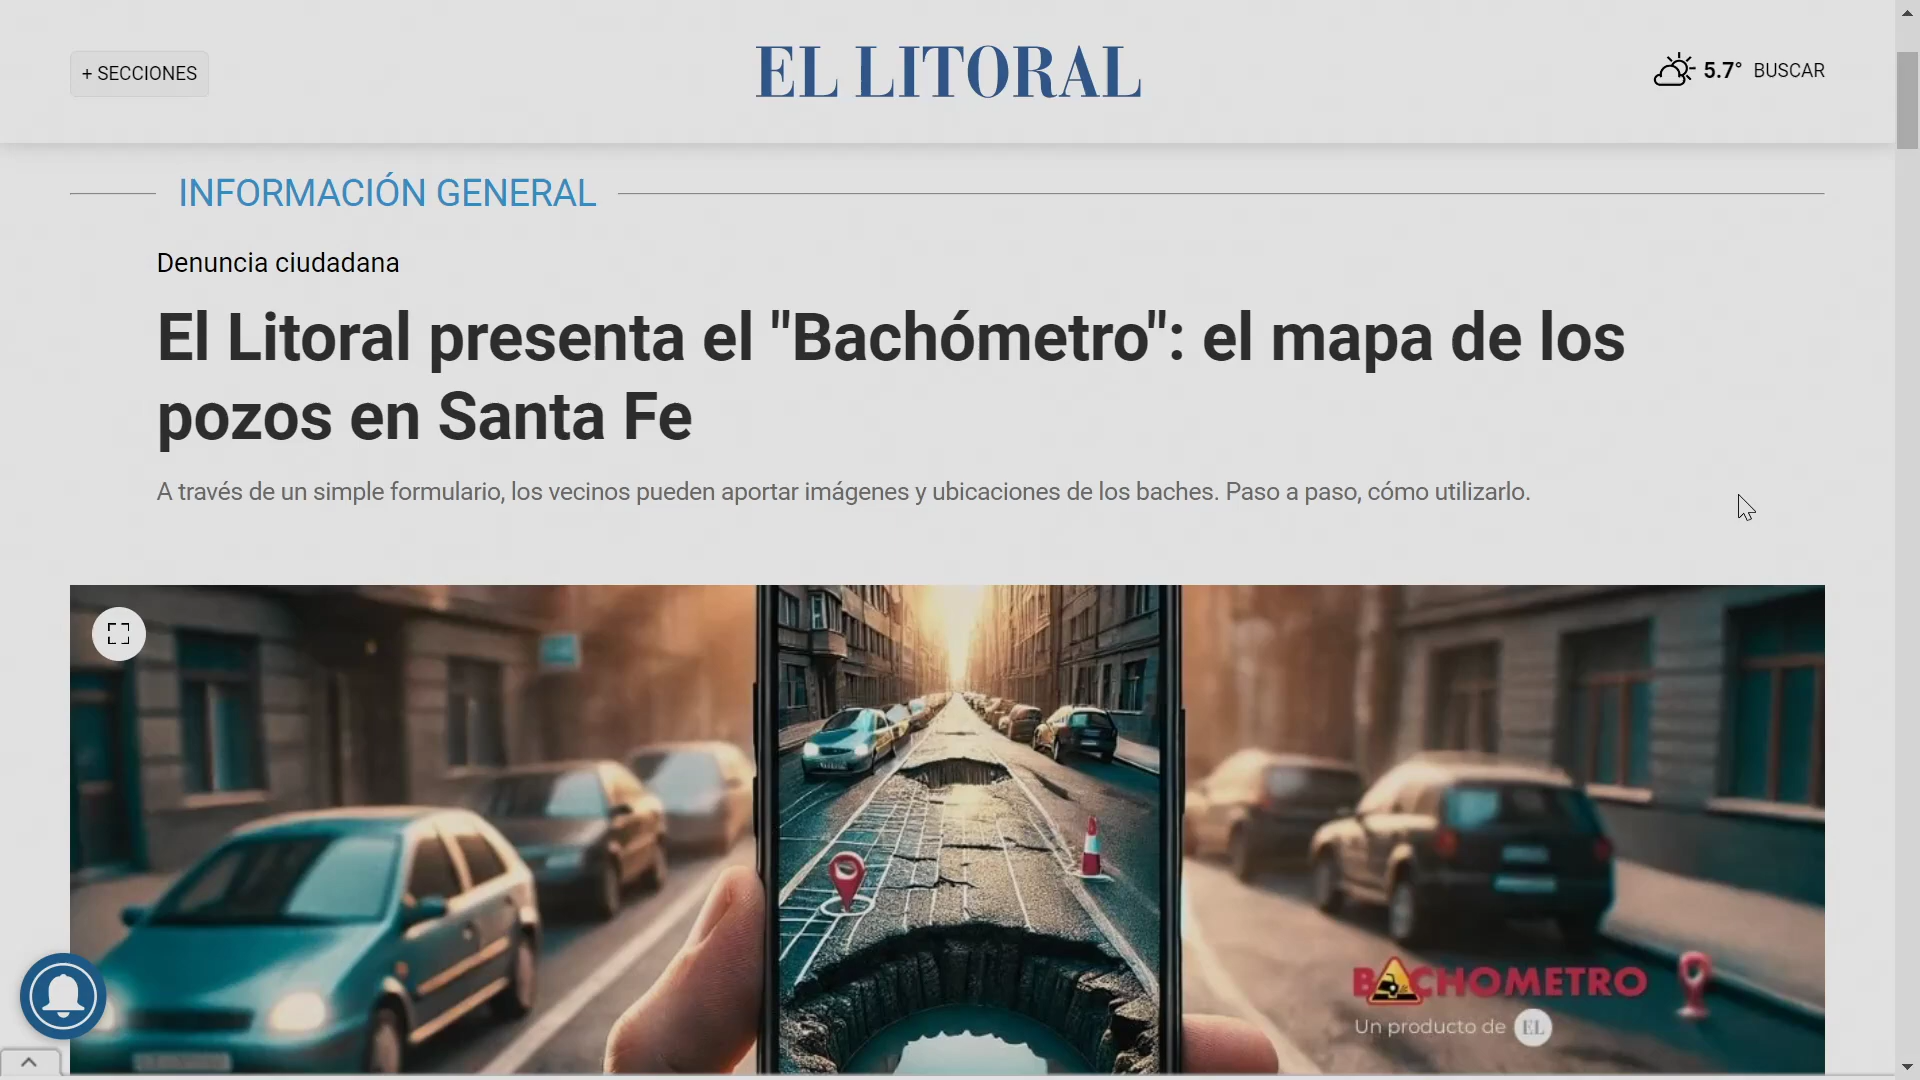 + SECCIONES
EL LITORAL
5.7° BUSCAR
INFORMACIÓN GENERAL
Denuncia ciudadana
El Litoral presenta el "Bachómetro": el mapa de los
pozos en Santa Fe
A través de un simple formulario, los vecinos pueden aportar imágenes y ubicaciones de los baches. Paso a paso, cómo utilizarlo.
BACHOMETRO
Un producto de EL